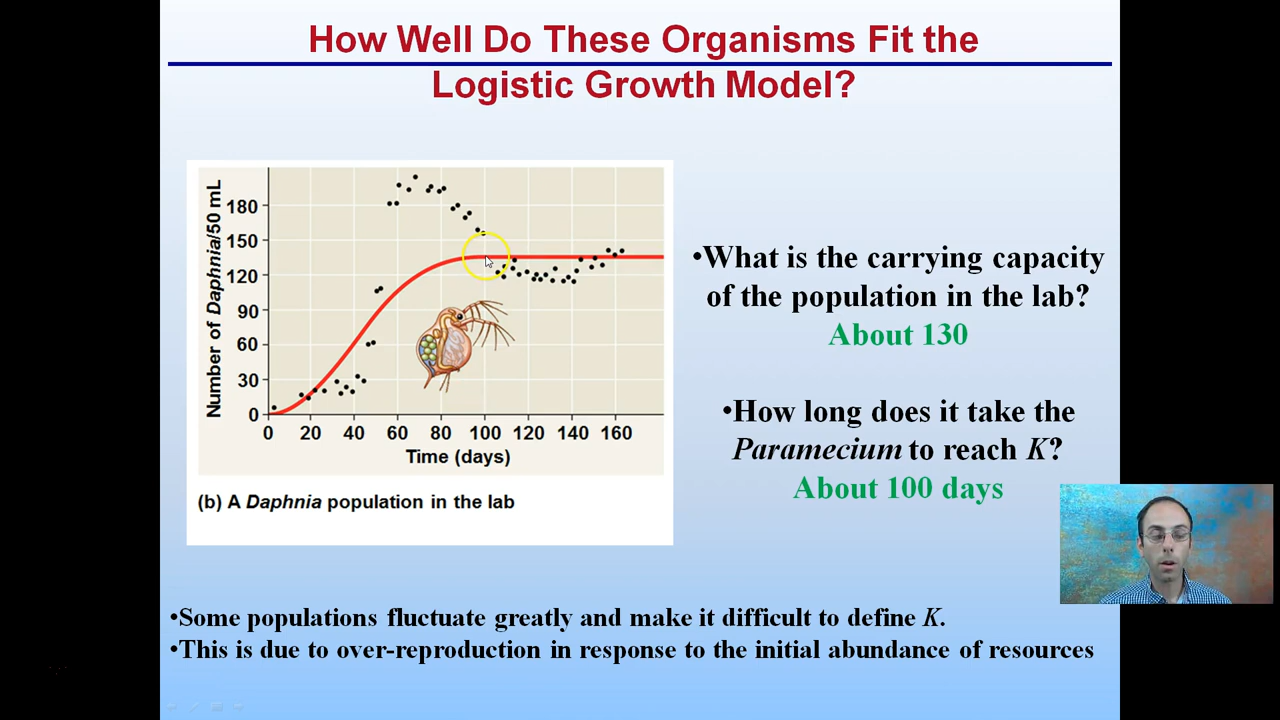 How Well Do These Organisms Fit the
Logistic Growth Model?
Number of Daphnia/50 mL
180
150
120
90
60
30
0
0 20 40 60 80 100 120 140 160
Time (days)
(b) A Daphnia population in the lab
•What is the carrying capacity
of the population in the lab?
About 130
•How long does it take the
Paramecium to reach K?
About 100 days
•Some populations fluctuate greatly and make it difficult to define K.
•This is due to over-reproduction in response to the initial abundance of resources